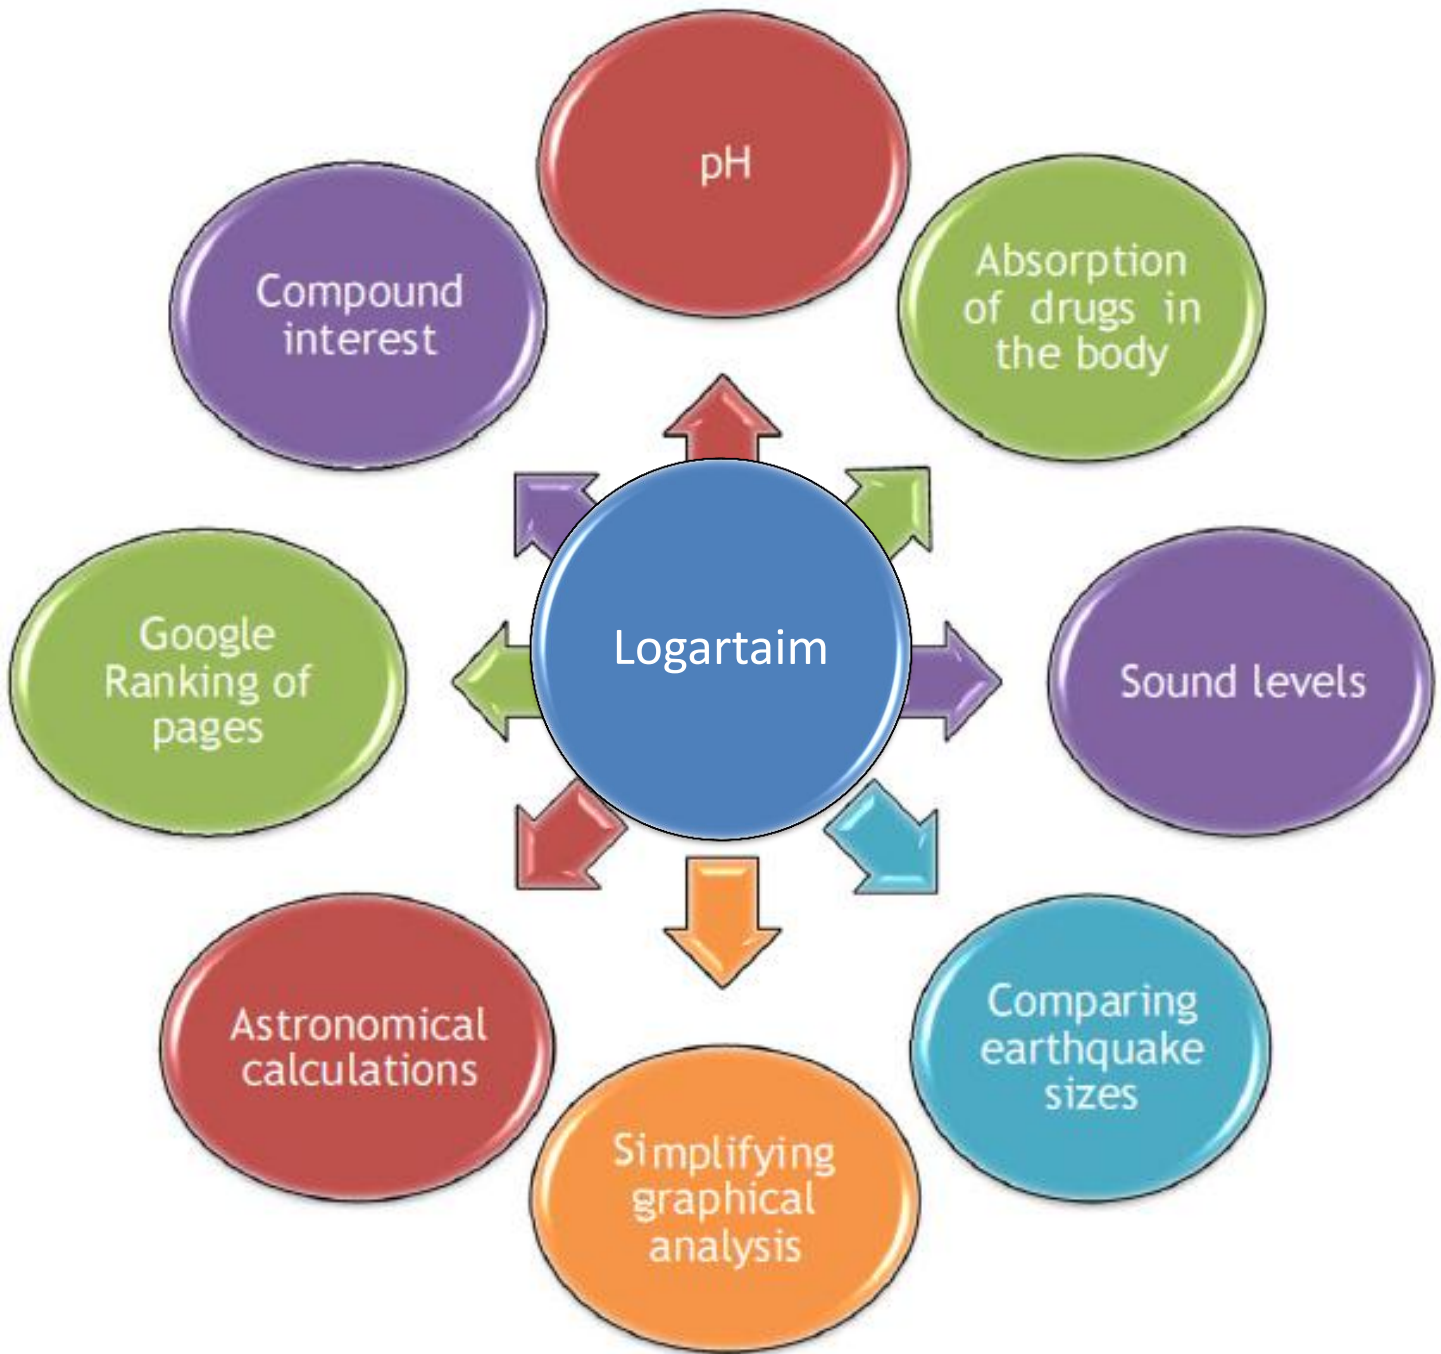 pH
Absorption
of drugs in
the body
Sound levels
Comparing
earthquake
sizes
Simplifying
graphical
analysis
Astronomical
calculations
Google
Ranking of
pages
Compound
interest
Logartaim